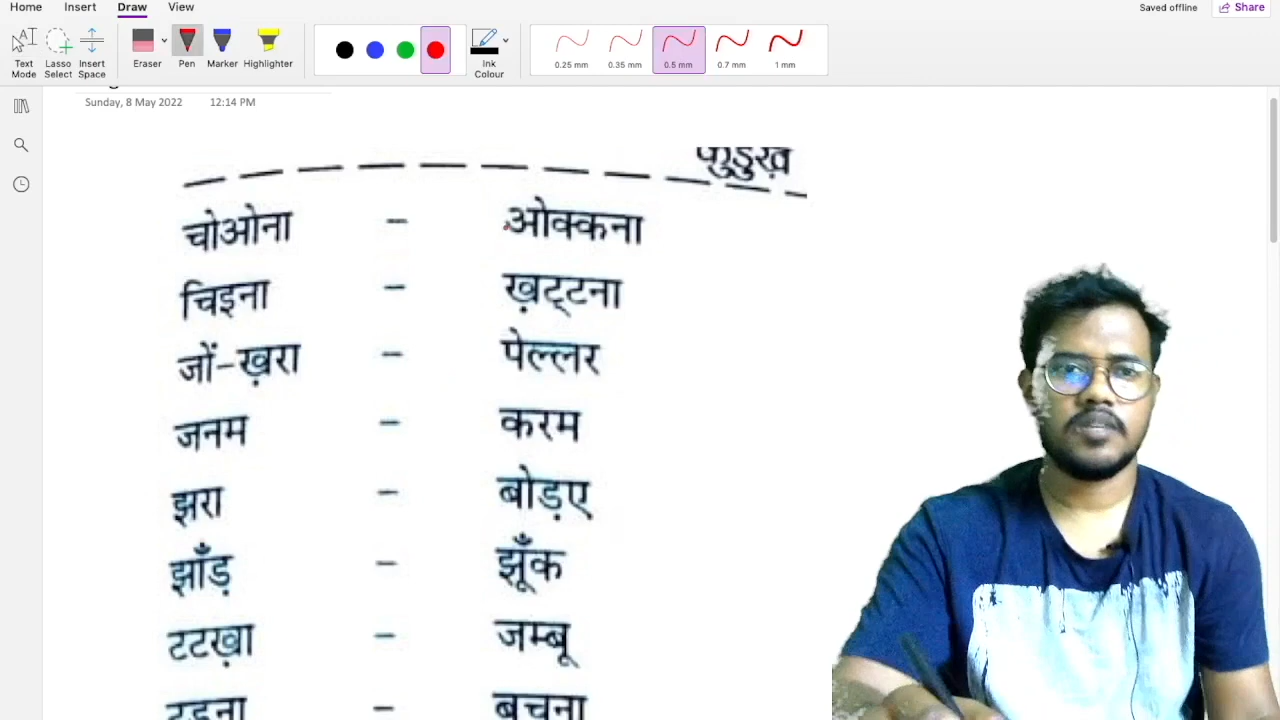 Home Insert Draw View
Saved offline Share
Text Mode Lasso Select Insert Space Eraser Pen Marker Highlighter Ink Colour 0.25 mm 0.35 mm 0.5 mm 0.7 mm 1 mm
Sunday, 8 May 2022 12:14 PM
कुड़ुख़
चोओना - ओक्कना
चिइना - ख़ट्टना
जों-ख़रा - पेल्लर
जनम - करम
झरा - बोड़ए
झाँड़ - झूँक
टटख़ा - जम्बू
- बचना